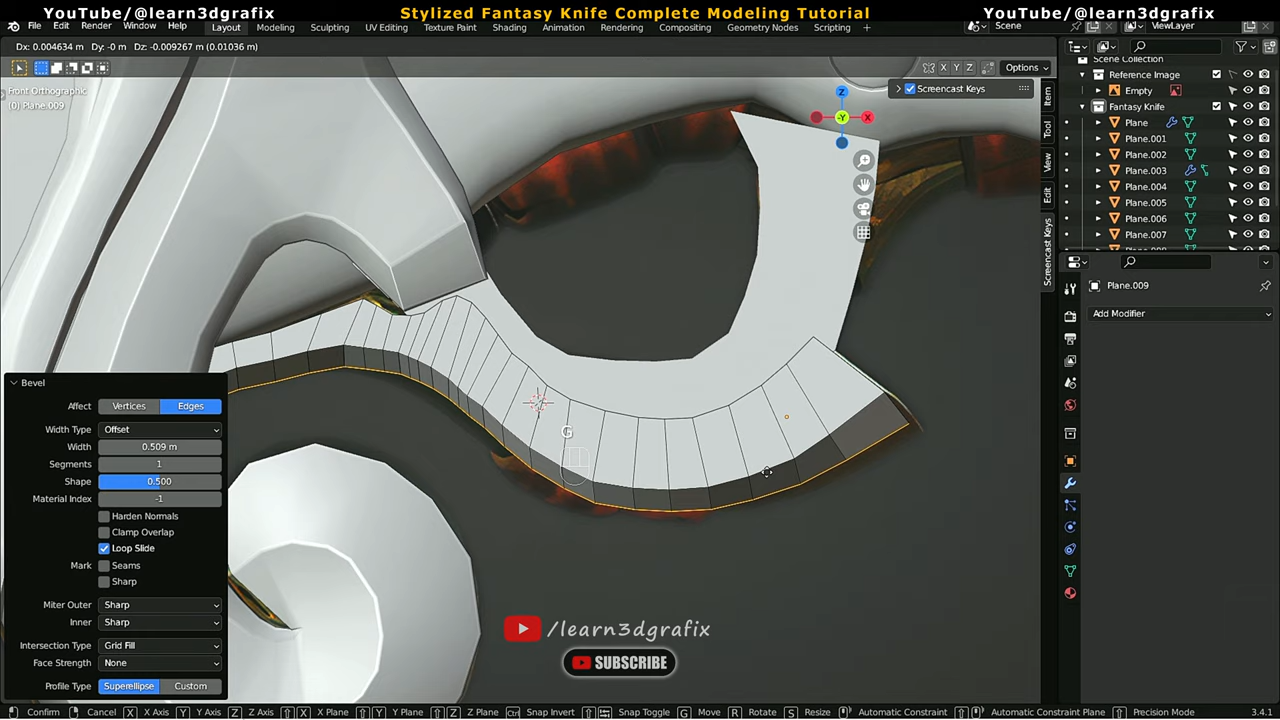 YouTube/@learn3dgrafix
Stylized Fantasy Knife Complete Modeling Tutorial
YouTube/@learn3dgrafix
File Edit Render Window Help
Layout Modeling Sculpting UV Editing Texture Paint Shading Animation Rendering Compositing Geometry Nodes Scripting +
Scene
ViewLayer
Dx: 0.004634 m Dy: -0 m Dz: -0.009267 m (0.01036 m)
X Y Z
Options
Front Orthographic
(0) Plane.009
Screencast Keys
Z
-Y
X
Item
Tool
View
Edit
Screencast Keys
Scene Collection
Reference Image
Empty
Fantasy Knife
Plane
Plane.001
Plane.002
Plane.003
Plane.004
Plane.005
Plane.006
Plane.007
Plane.009
Add Modifier
G
Bevel
Affect Vertices Edges
Width Type Offset
Width 0.509 m
Segments 1
Shape 0.500
Material Index -1
Harden Normals
Clamp Overlap
Loop Slide
Mark Seams
Sharp
Miter Outer Sharp
Inner Sharp
Intersection Type Grid Fill
Face Strength None
Profile Type Superellipse Custom
/learn3dgrafix
SUBSCRIBE
Confirm Cancel X X Axis Y Y Axis Z Z Axis X X Plane Y Y Plane Z Z Plane Ctrl Snap Invert Snap Toggle G Move R Rotate S Resize Automatic Constraint Automatic Constraint Plane Precision Mode 3.4.1